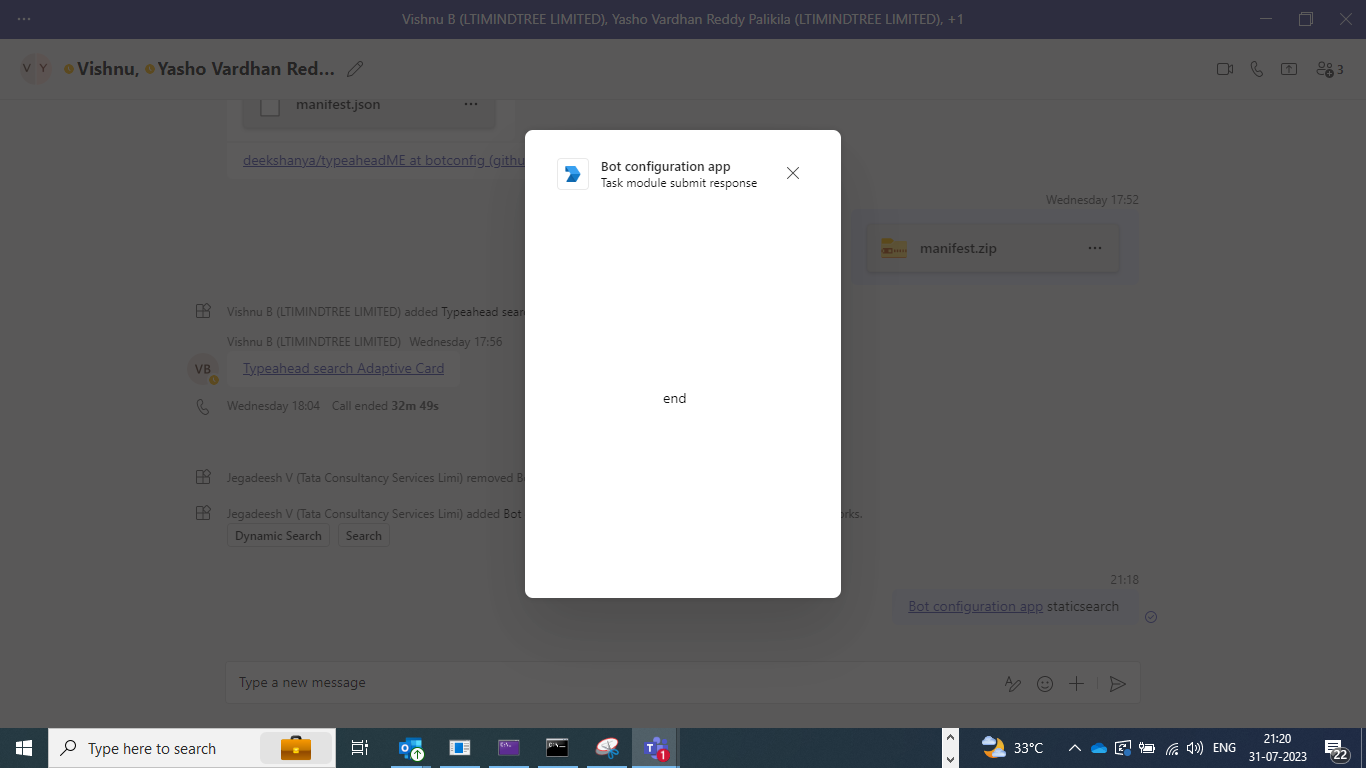 Vishnu B (LTIMINDTREE LIMITED), Yasho Vardhan Reddy Palikila (LTIMINDTREE LIMITED), +1
V Y
Vishnu, Yasho Vardhan Red...
3
manifest.json
deekshanya/typeaheadME at botconfig (githu
Wednesday 17:52
manifest.zip
Vishnu B (LTIMINDTREE LIMITED) added Typeahead sear
Vishnu B (LTIMINDTREE LIMITED) Wednesday 17:56
VB
Typeahead search Adaptive Card
Wednesday 18:04 Call ended 32m 49s
Jegadeesh V (Tata Consultancy Services Limi) removed B
Jegadeesh V (Tata Consultancy Services Limi) added Bot
orks.
Dynamic Search
Search
21:18
Bot configuration app staticsearch
Type a new message
Bot configuration app
Task module submit response
end
Type here to search
1
33°C
ENG
21:20
31-07-2023
22